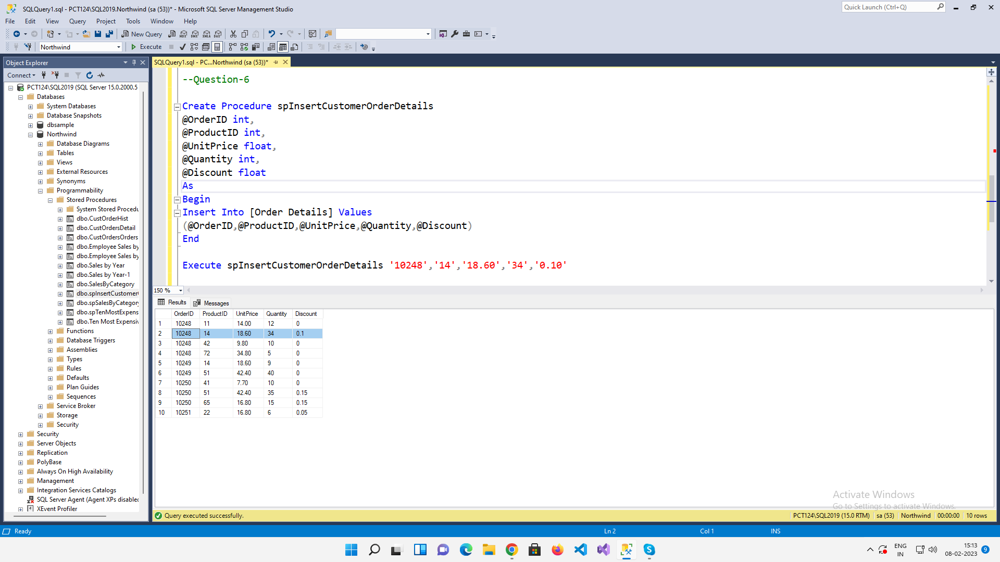 SQLQuery1.sql - PCT124\SQL2019.Northwind (sa (53))* - Microsoft SQL Server Management Studio
Quick Launch (Ctrl+Q)
File Edit View Query Project Tools Window Help
New Query
MDX DMX XMLA DAX
Northwind
Execute
Object Explorer
Connect
PCT124\SQL2019 (SQL Server 15.0.2000.5
Databases
System Databases
Database Snapshots
dbsample
Northwind
Database Diagrams
Tables
Views
External Resources
Synonyms
Programmability
Stored Procedures
System Stored Procedu
dbo.CustOrderHist
dbo.CustOrdersDetail
dbo.CustOrdersOrders
dbo.Employee Sales by
dbo.Employee Sales by
dbo.Sales by Year
dbo.Sales by Year-1
dbo.SalesByCategory
dbo.spInsertCustomer
dbo.spSalesByCategory
dbo.spTenMostExpens
dbo.Ten Most Expensiv
Functions
Database Triggers
Assemblies
Types
Rules
Defaults
Plan Guides
Sequences
Service Broker
Storage
Security
Security
Server Objects
Replication
PolyBase
Always On High Availability
Management
Integration Services Catalogs
SQL Server Agent (Agent XPs disabled
XEvent Profiler
SQLQuery1.sql - PC...Northwind (sa (53))*
--Question-6
Create Procedure spInsertCustomerOrderDetails
@OrderID int,
@ProductID int,
@UnitPrice float,
@Quantity int,
@Discount float
As
Begin
Insert Into [Order Details] Values
(@OrderID,@ProductID,@UnitPrice,@Quantity,@Discount)
End
Execute spInsertCustomerOrderDetails '10248','14','18.60','34','0.10'
150 %
Results Messages
OrderID ProductID UnitPrice Quantity Discount
1 10248 11 14.00 12 0
2 10248 14 18.60 34 0.1
3 10248 42 9.80 10 0
4 10248 72 34.80 5 0
5 10249 14 18.60 9 0
6 10249 51 42.40 40 0
7 10250 41 7.70 10 0
8 10250 51 42.40 35 0.15
9 10250 65 16.80 15 0.15
10 10251 22 16.80 6 0.05
Activate Windows
Go to Settings to activate Windows.
Query executed successfully.
PCT124\SQL2019 (15.0 RTM) sa (53) Northwind 00:00:00 10 rows
Ready Ln 2 Col 1 INS
ENG
IN
15:13
08-02-2023
9